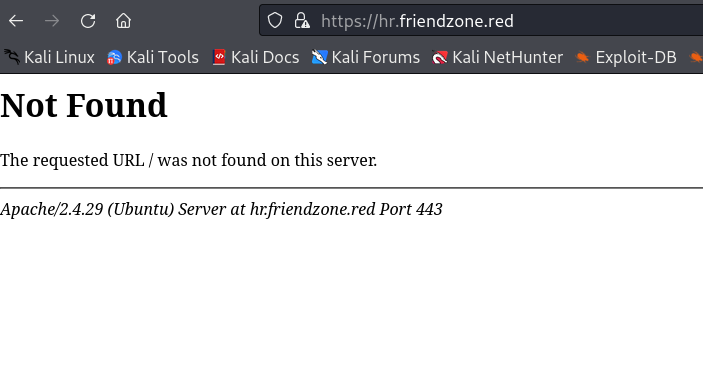 https://hr.friendzone.red
Kali Linux Kali Tools Kali Docs Kali Forums Kali NetHunter Exploit-DB
Not Found
The requested URL / was not found on this server.
Apache/2.4.29 (Ubuntu) Server at hr.friendzone.red Port 443